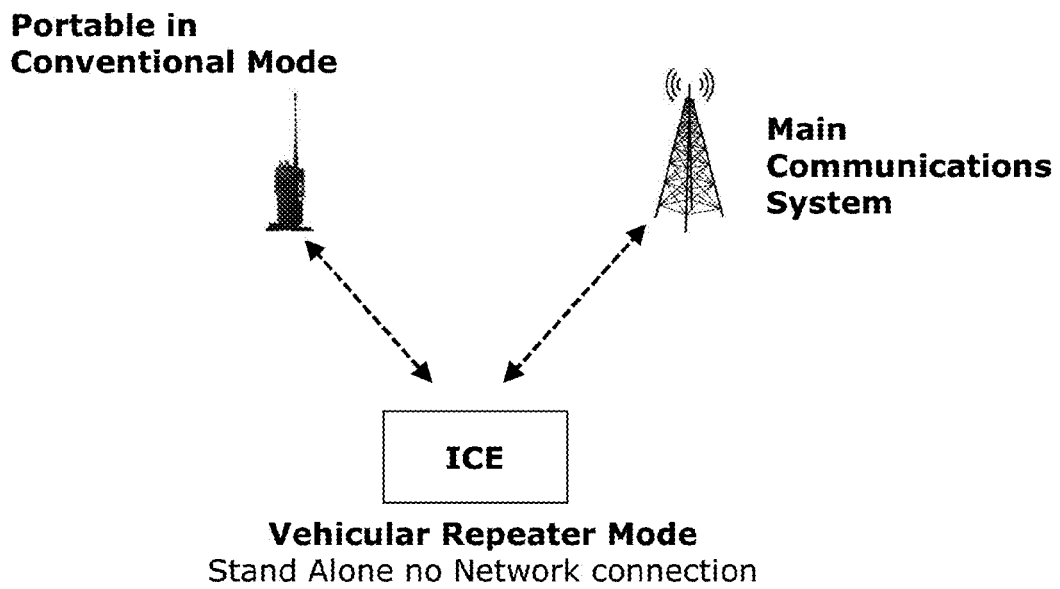 Portable in
Conventional Mode
Main
Communications
System
ICE
Vehicular Repeater Mode
Stand Alone no Network connection